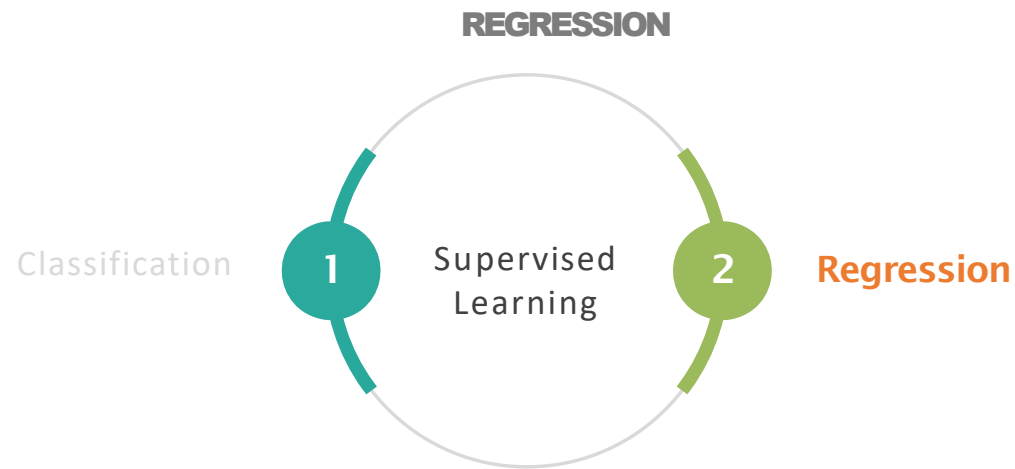 REGRESSION
Classification
1
Supervised
Learning
2
Regression